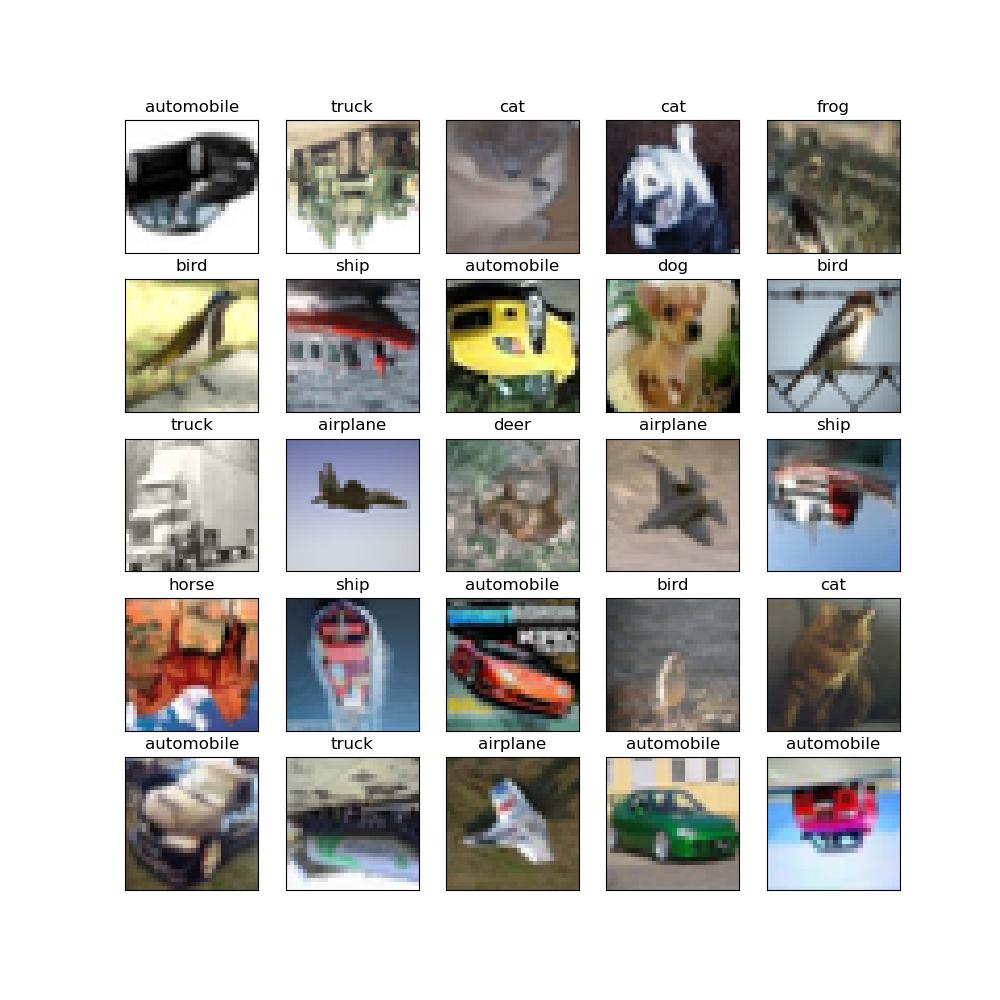 automobile truck cat cat frog
bird ship automobile dog bird
truck airplane deer airplane ship
horse ship automobile bird cat
automobile truck airplane automobile automobile